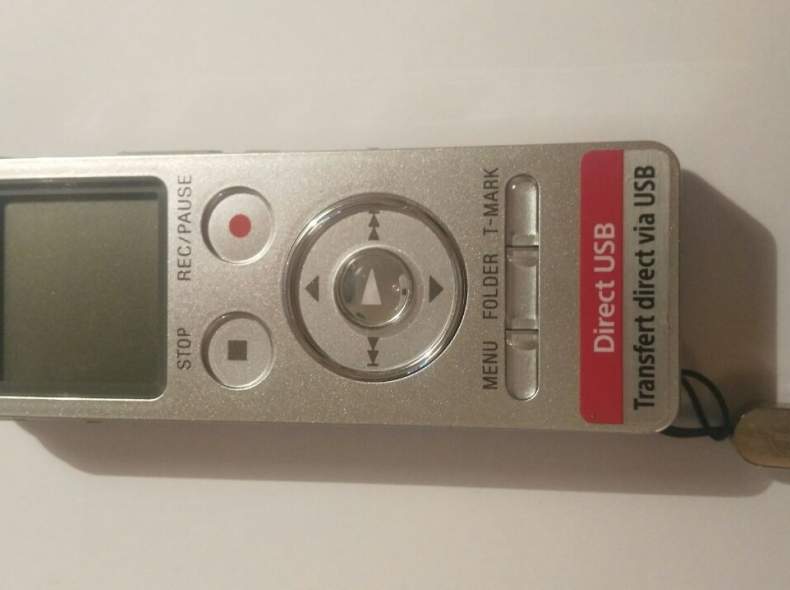 STOP REC/PAUSE
MENU FOLDER T-MARK
Direct USB
Transfert direct via USB